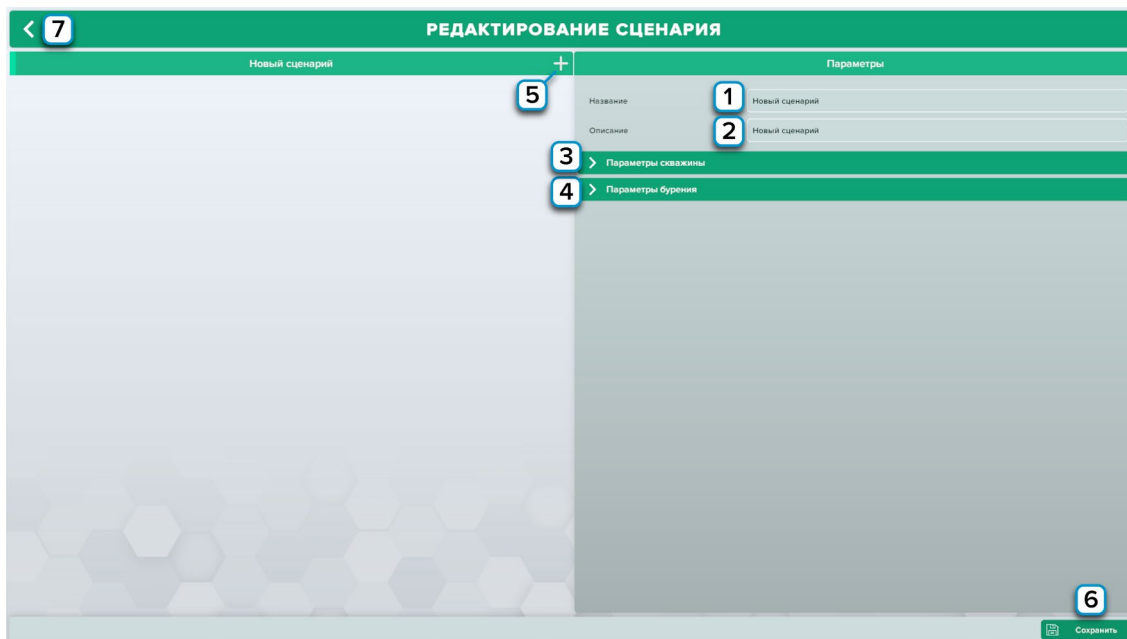 7
РЕДАКТИРОВАНИЕ СЦЕНАРИЯ
Новый сценарий
5
Параметры
Название
1
Новый сценарий
Описание
2
Новый сценарий
3
Параметры скважины
4
Параметры бурения
6
Сохранить